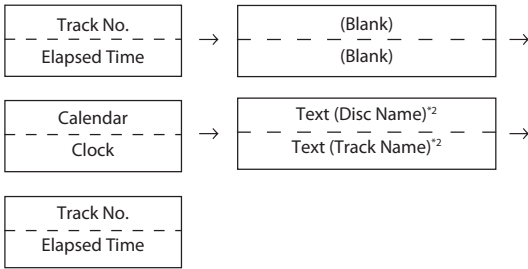 Track No.
Elapsed Time
(Blank)
(Blank)
Calendar
Clock
Text (Disc Name)*2
Text (Track Name)*2
Track No.
Elapsed Time